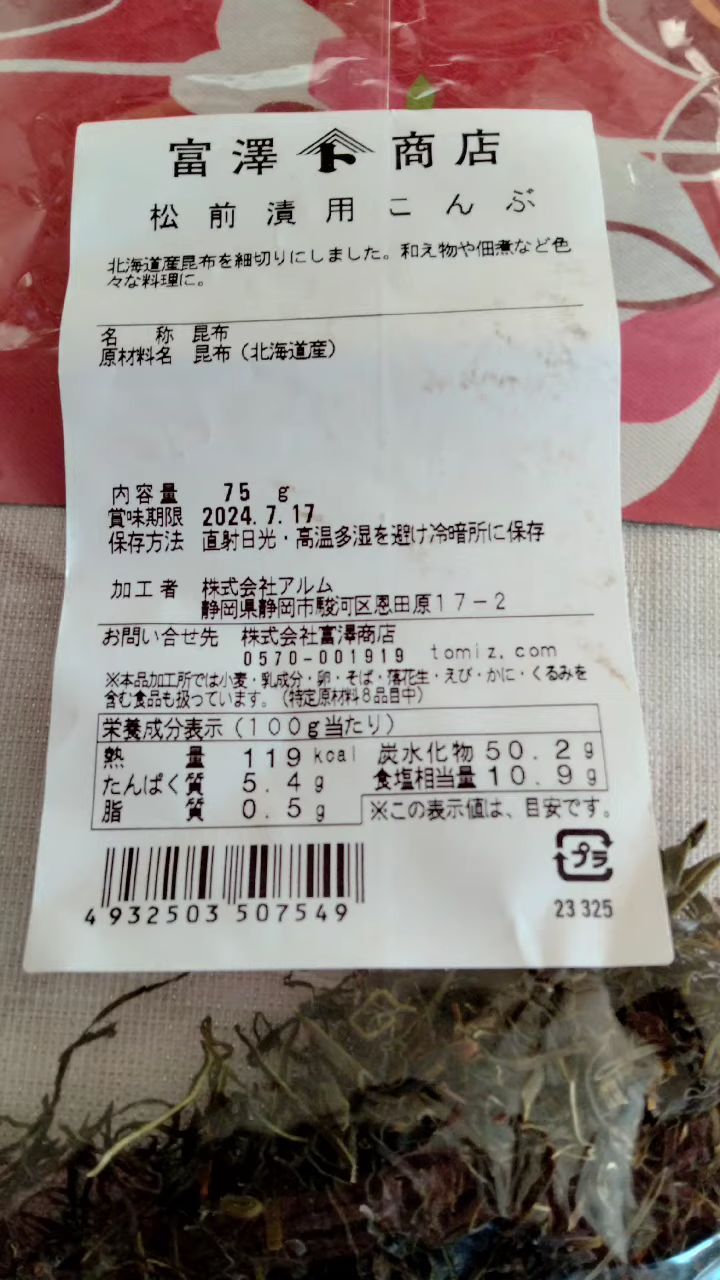 富澤 商店
松前漬用こんぶ
北海道産昆布を細切りにしました。和え物や佃煮など色
々な料理に。
名　称 昆布
原材料名 昆布（北海道産）
内容量 75 g
賞味期限 2024.7.17
保存方法 直射日光・高温多湿を避け冷暗所に保存
加工者 株式会社アルム
静岡県静岡市駿河区恩田原17-2
お問い合せ先 株式会社富澤商店
0570-001919 tomiz.com
※本品加工所では小麦・乳成分・卵・そば・落花生・えび・かに・くるみを
含む食品も扱っています。（特定原材料8品目中）
栄養成分表示（100g当たり）
熱量 119kcal 炭水化物 50.2g
たんぱく質 5.4g 食塩相当量 10.9g
脂質 0.5g ※この表示値は、目安です。
プラ
4932503507549
23325